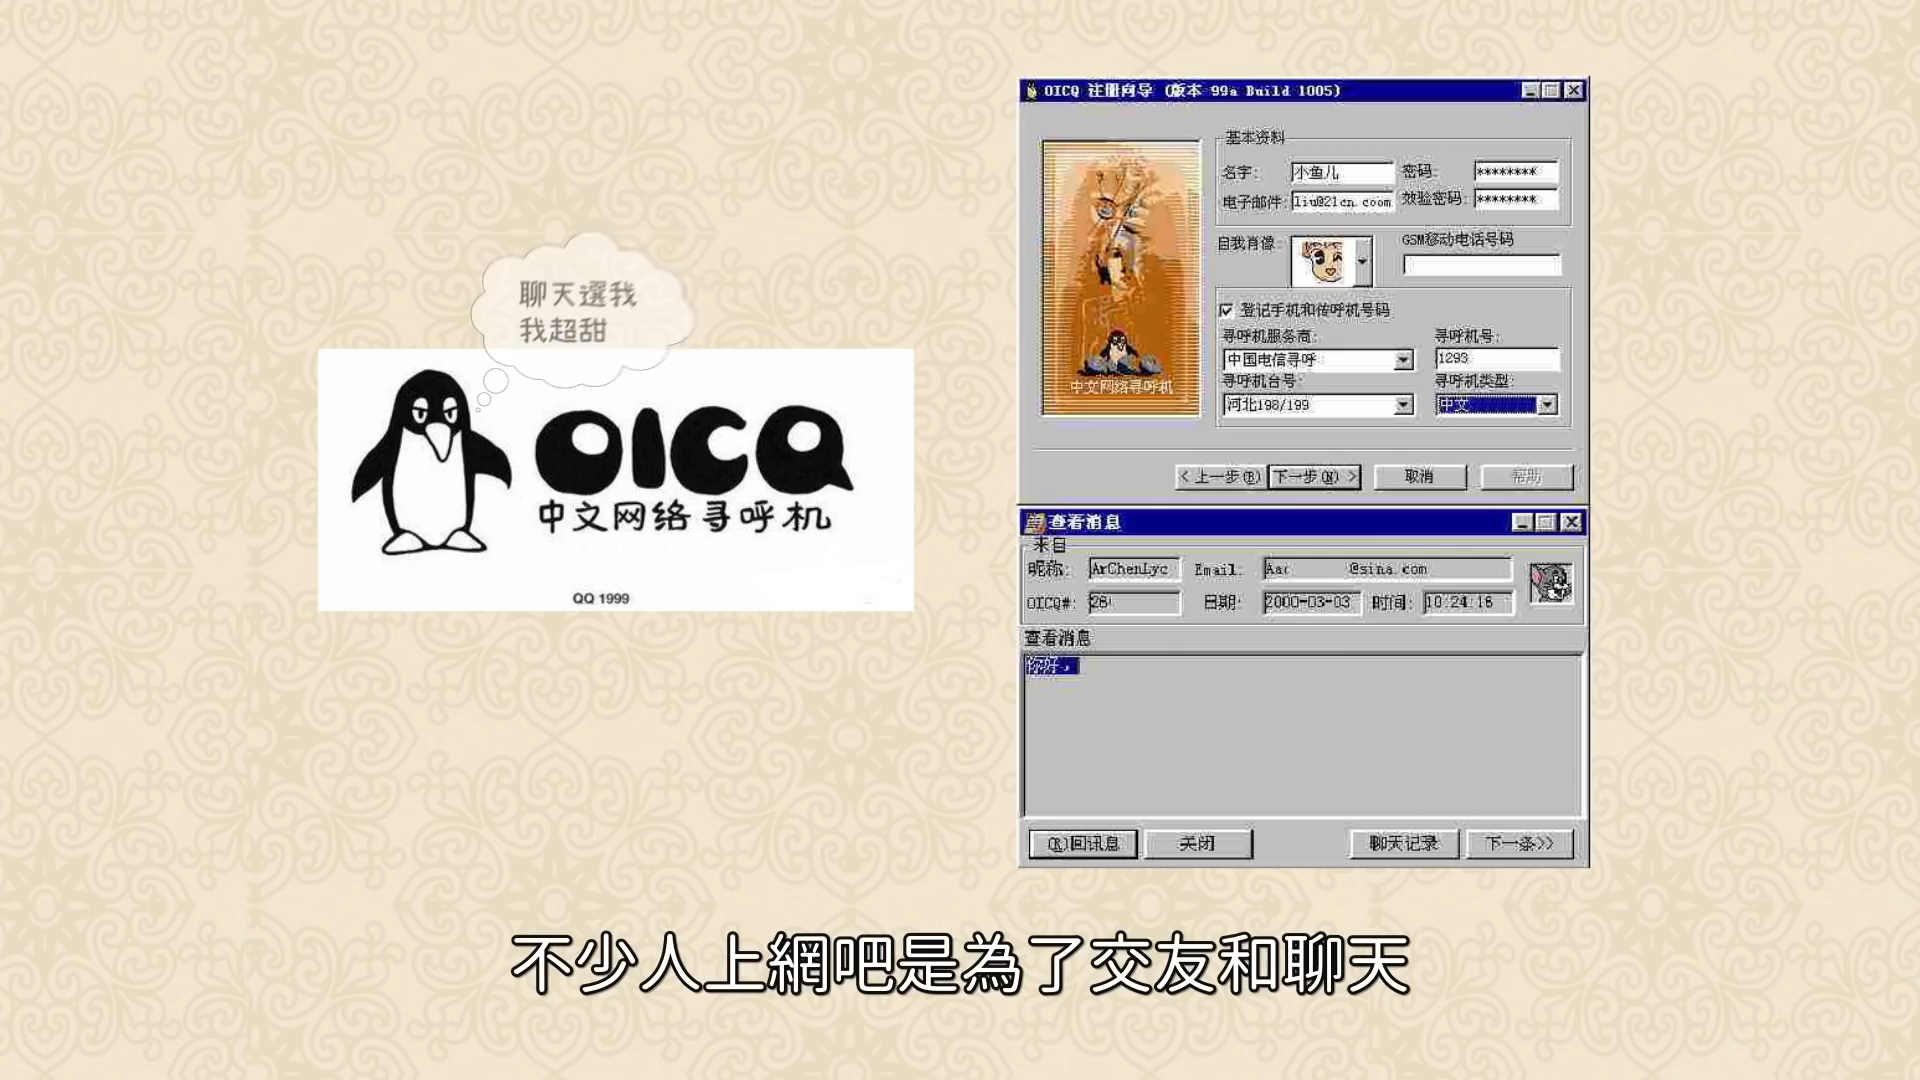 聊天選我
我超甜
OICQ
中文网络寻呼机
QQ 1999
OICQ 注册向导 (版本 99a Build 1005)
基本资料
名字: 小鱼儿 密码: ********
电子邮件: liu@21cn.coom 效验密码: ********
自我肖像: GSM移动电话号码
登记手机和传呼机号码
寻呼机服务商: 寻呼机号:
中国电信寻呼 1293
寻呼机台号: 寻呼机类型:
河北198/199 中文
中文网络寻呼机
<上一步(B) 下一步(N)> 取消 帮助
查看消息
来自
昵称: ArChenLyc Email: @sina.com
OICQ#: 日期: 2000-03-03 时间: 10:24:16
查看消息
你好，
(R)回讯息 关闭 聊天记录 下一条>>
不少人上網吧是為了交友和聊天